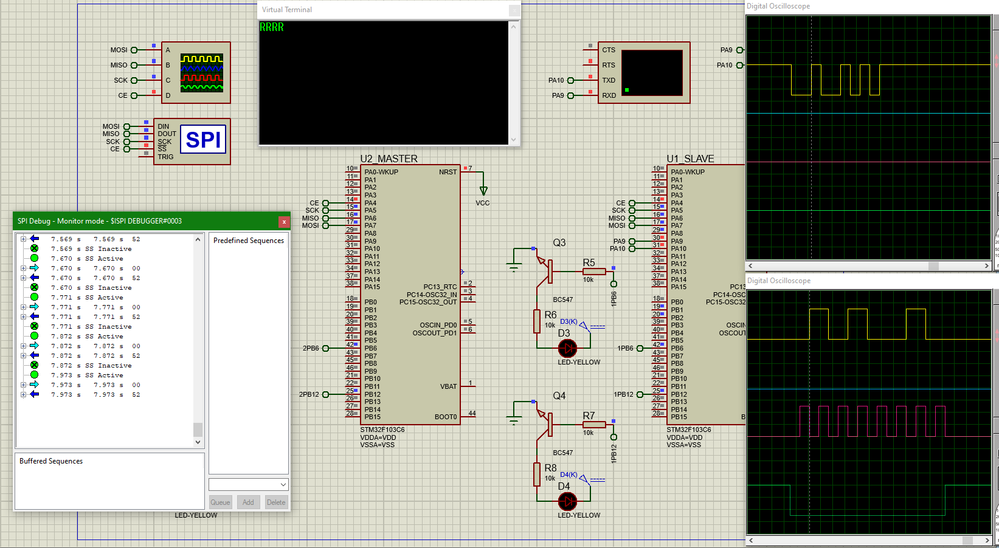 Virtual Terminal
x
RRRR
Digital Oscilloscope
MOSI
MISO
SCK
CE
A
B
C
D
MOSI
MISO
SCK
CE
DIN
DOUT
SCK
SS
TRIG
SPI
CTS
RTS
TXD
RXD
PA10
PA9
PA9
PA10
U2_MASTER
10 PA0-WKUP
11 PA1
12 PA2
13 PA3
CE 14 PA4
SCK 15 PA5
MISO 16 PA6
MOSI 17 PA7
29 PA8
30 PA9
31 PA10
32 PA11
33 PA12
34 PA13
37 PA14
38 PA15
18 PB0
19 PB1
20 PB2
39 PB3
40 PB4
41 PB5
2PB6 42 PB6
43 PB7
45 PB8
46 PB9
21 PB10
22 PB11
2PB12 25 PB12
26 PB13
27 PB14
28 PB15
NRST 7
VCC
PC13_RTC 2
PC14-OSC32_IN 3
PC15-OSC32_OUT 4
OSCIN_PD0 5
OSCOUT_PD1 6
VBAT 1
BOOT0 44
STM32F103C6
VDDA=VDD
VSSA=VSS
U1_SLAVE
10 PA0-WKUP
11 PA1
12 PA2
13 PA3
CE 14 PA4
SCK 15 PA5
MISO 16 PA6
MOSI 17 PA7
29 PA8
PA9 30 PA9
PA10 31 PA10
32 PA11
33 PA12
34 PA13
37 PA14
38 PA15
18 PB0
19 PB1
20 PB2
39 PB3
40 PB4
41 PB5
1PB6 42 PB6
43 PB7
45 PB8
46 PB9
21 PB10
22 PB11
1PB12 25 PB12
26 PB13
27 PB14
28 PB15
PC13
PC14-OSC3
PC15-OSC32
OSCIN
OSCOUT
B
STM32F103C6
VDDA=VDD
VSSA=VSS
Q3
R5
10k
1PB6
BC547
R6
10k
D3(K)
D3
LED-YELLOW
Q4
R7
10k
1PB12
BC547
R8
10k
D4(K)
D4
LED-YELLOW
SPI Debug - Monitor mode - $ISPI DEBUGGER#0003
x
7.569 s 7.569 s 52
7.569 s SS Inactive
7.670 s SS Active
7.670 s 7.670 s 00
7.670 s 7.670 s 52
7.670 s SS Inactive
7.771 s SS Active
7.771 s 7.771 s 00
7.771 s 7.771 s 52
7.771 s SS Inactive
7.872 s SS Active
7.872 s 7.872 s 00
7.872 s 7.872 s 52
7.872 s SS Inactive
7.973 s SS Active
7.973 s 7.973 s 00
7.973 s 7.973 s 52
Predefined Sequences
Buffered Sequences
Queue
Add
Delete
LED-YELLOW
Digital Oscilloscope